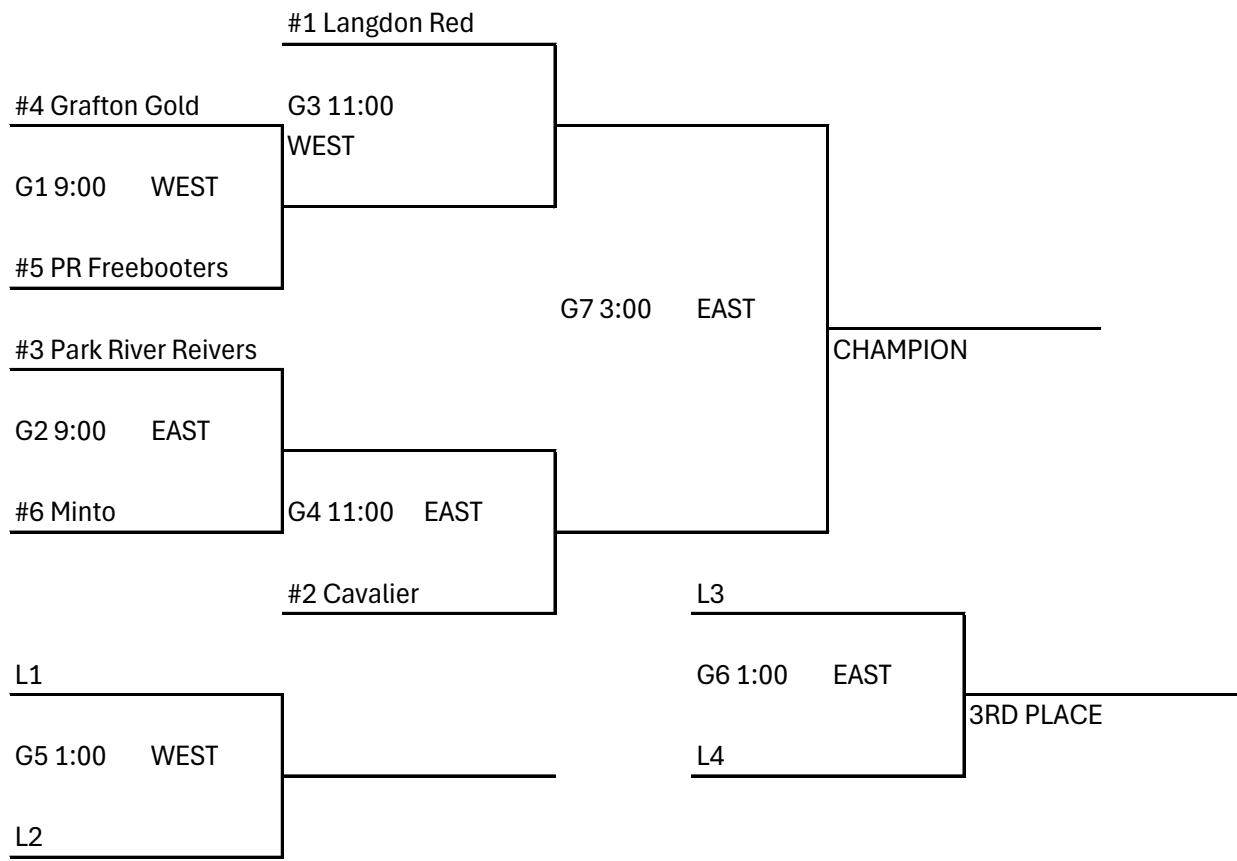 #1 Langdon Red
#4 Grafton Gold G3 11:00
WEST
G1 9:00 WEST
#5 PR Freebooters
G7 3:00 EAST
#3 Park River Reivers
CHAMPION
G2 9:00 EAST
#6 Minto G4 11:00 EAST
#2 Cavalier L3
L1 G6 1:00 EAST
3RD PLACE
G5 1:00 WEST L4
L2